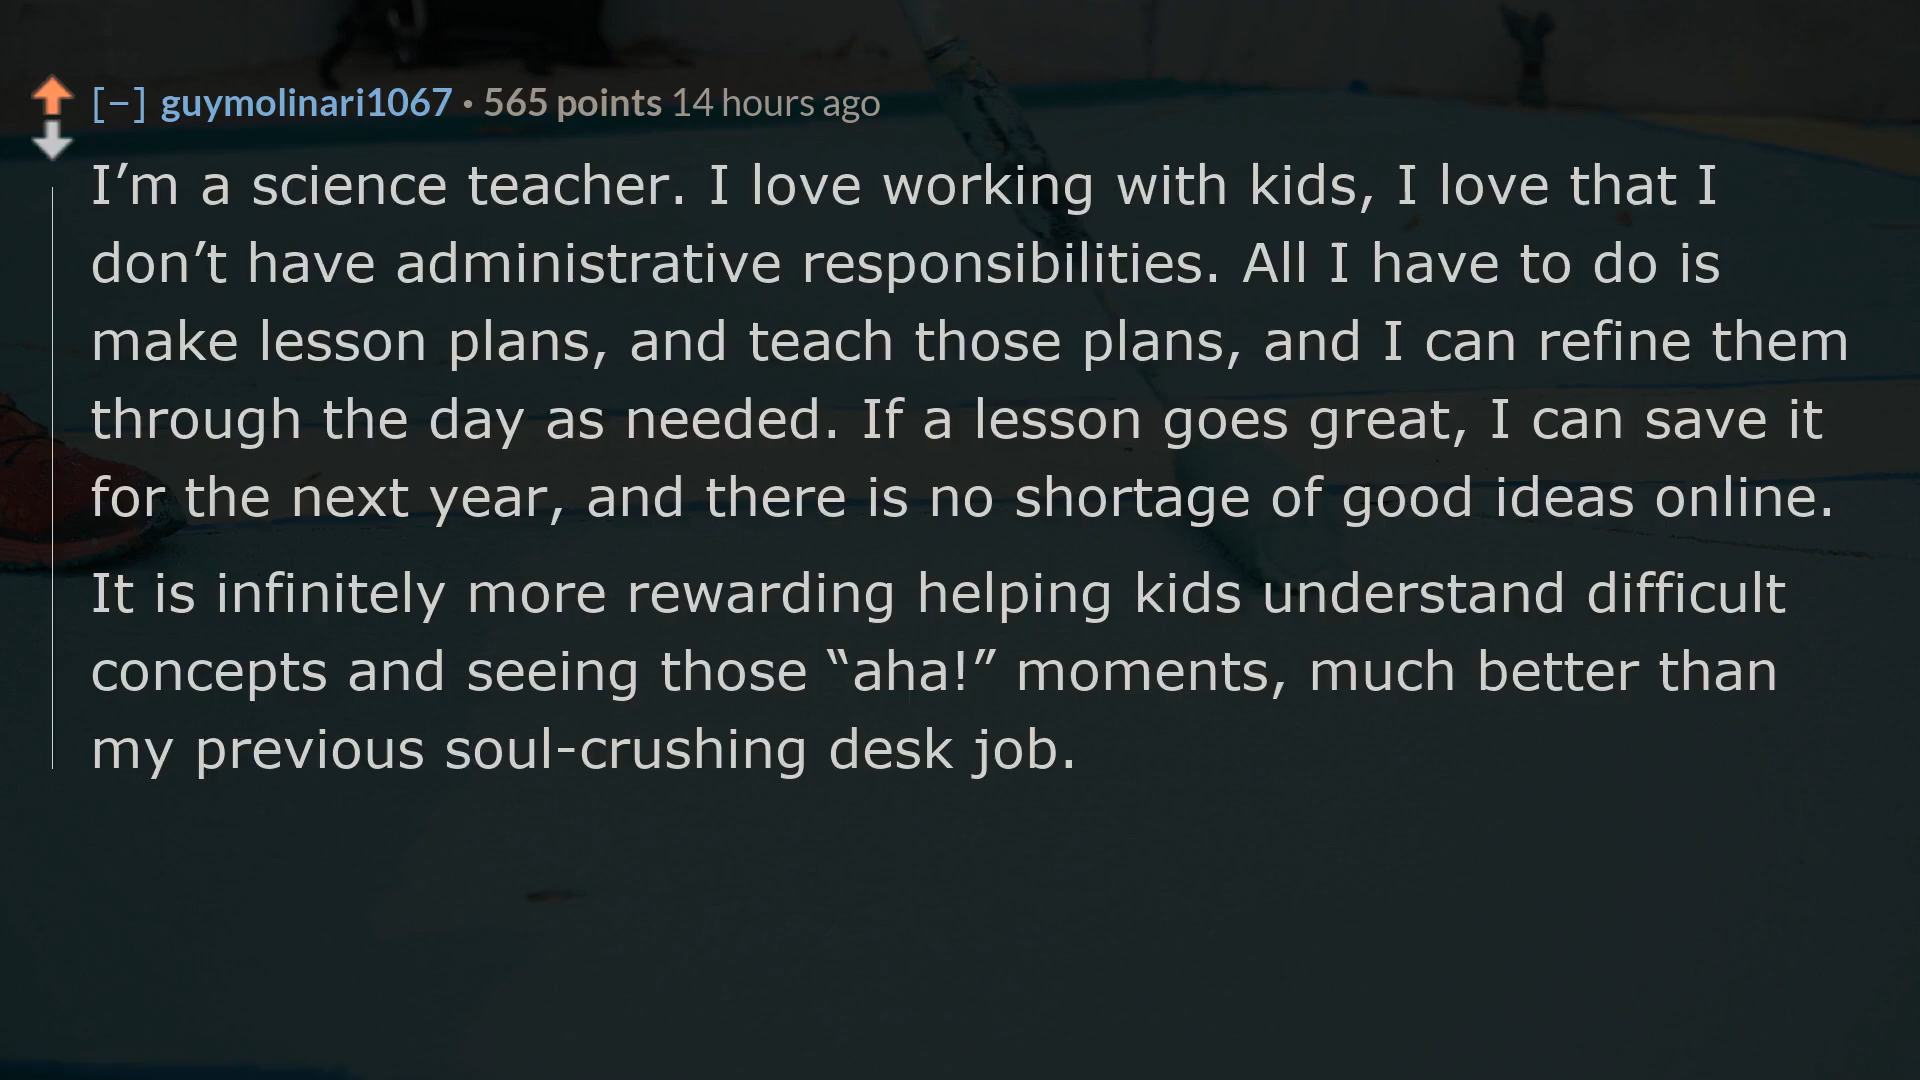 [–] guymolinari1067 • 565 points 14 hours ago
I’m a science teacher. I love working with kids, I love that I
don’t have administrative responsibilities. All I have to do is
make lesson plans, and teach those plans, and I can refine them
through the day as needed. If a lesson goes great, I can save it
for the next year, and there is no shortage of good ideas online.
It is infinitely more rewarding helping kids understand difficult
concepts and seeing those “aha!” moments, much better than
my previous soul-crushing desk job.